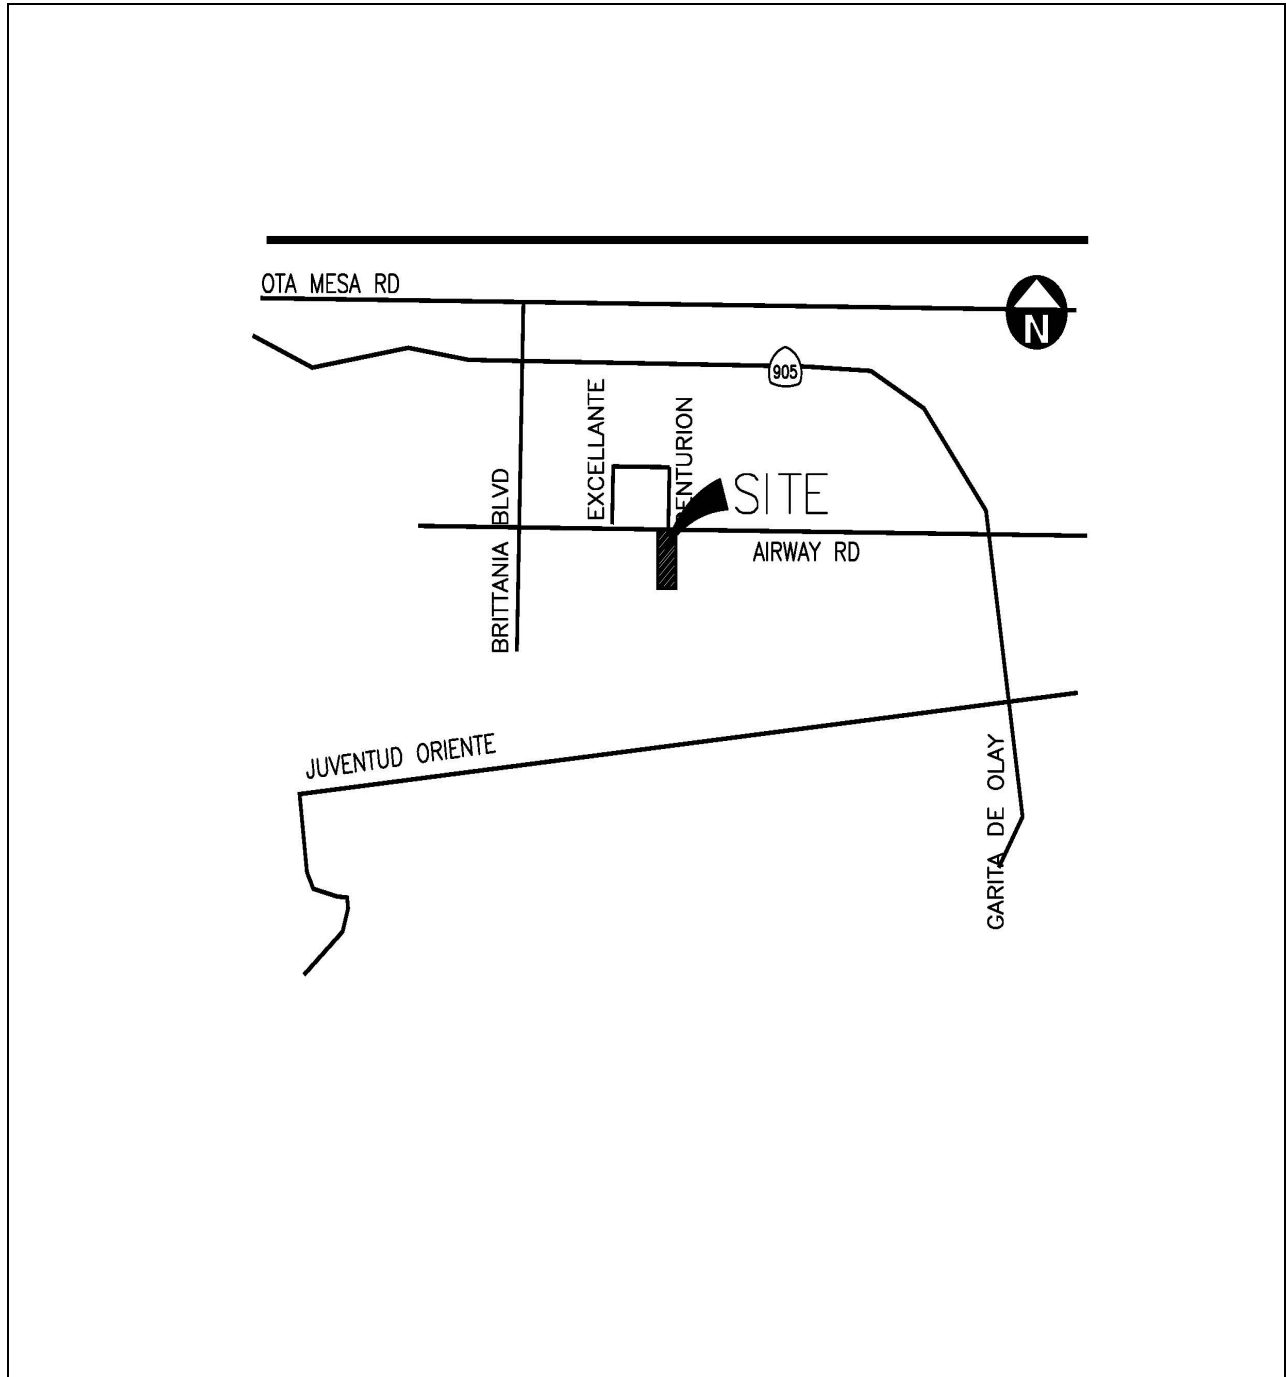 OTA MESA RD
N
905
EXCELLANTE
CENTURION
BRITTANIA BLVD
SITE
AIRWAY RD
JUVENTUD ORIENTE
GARITA DE OLAY